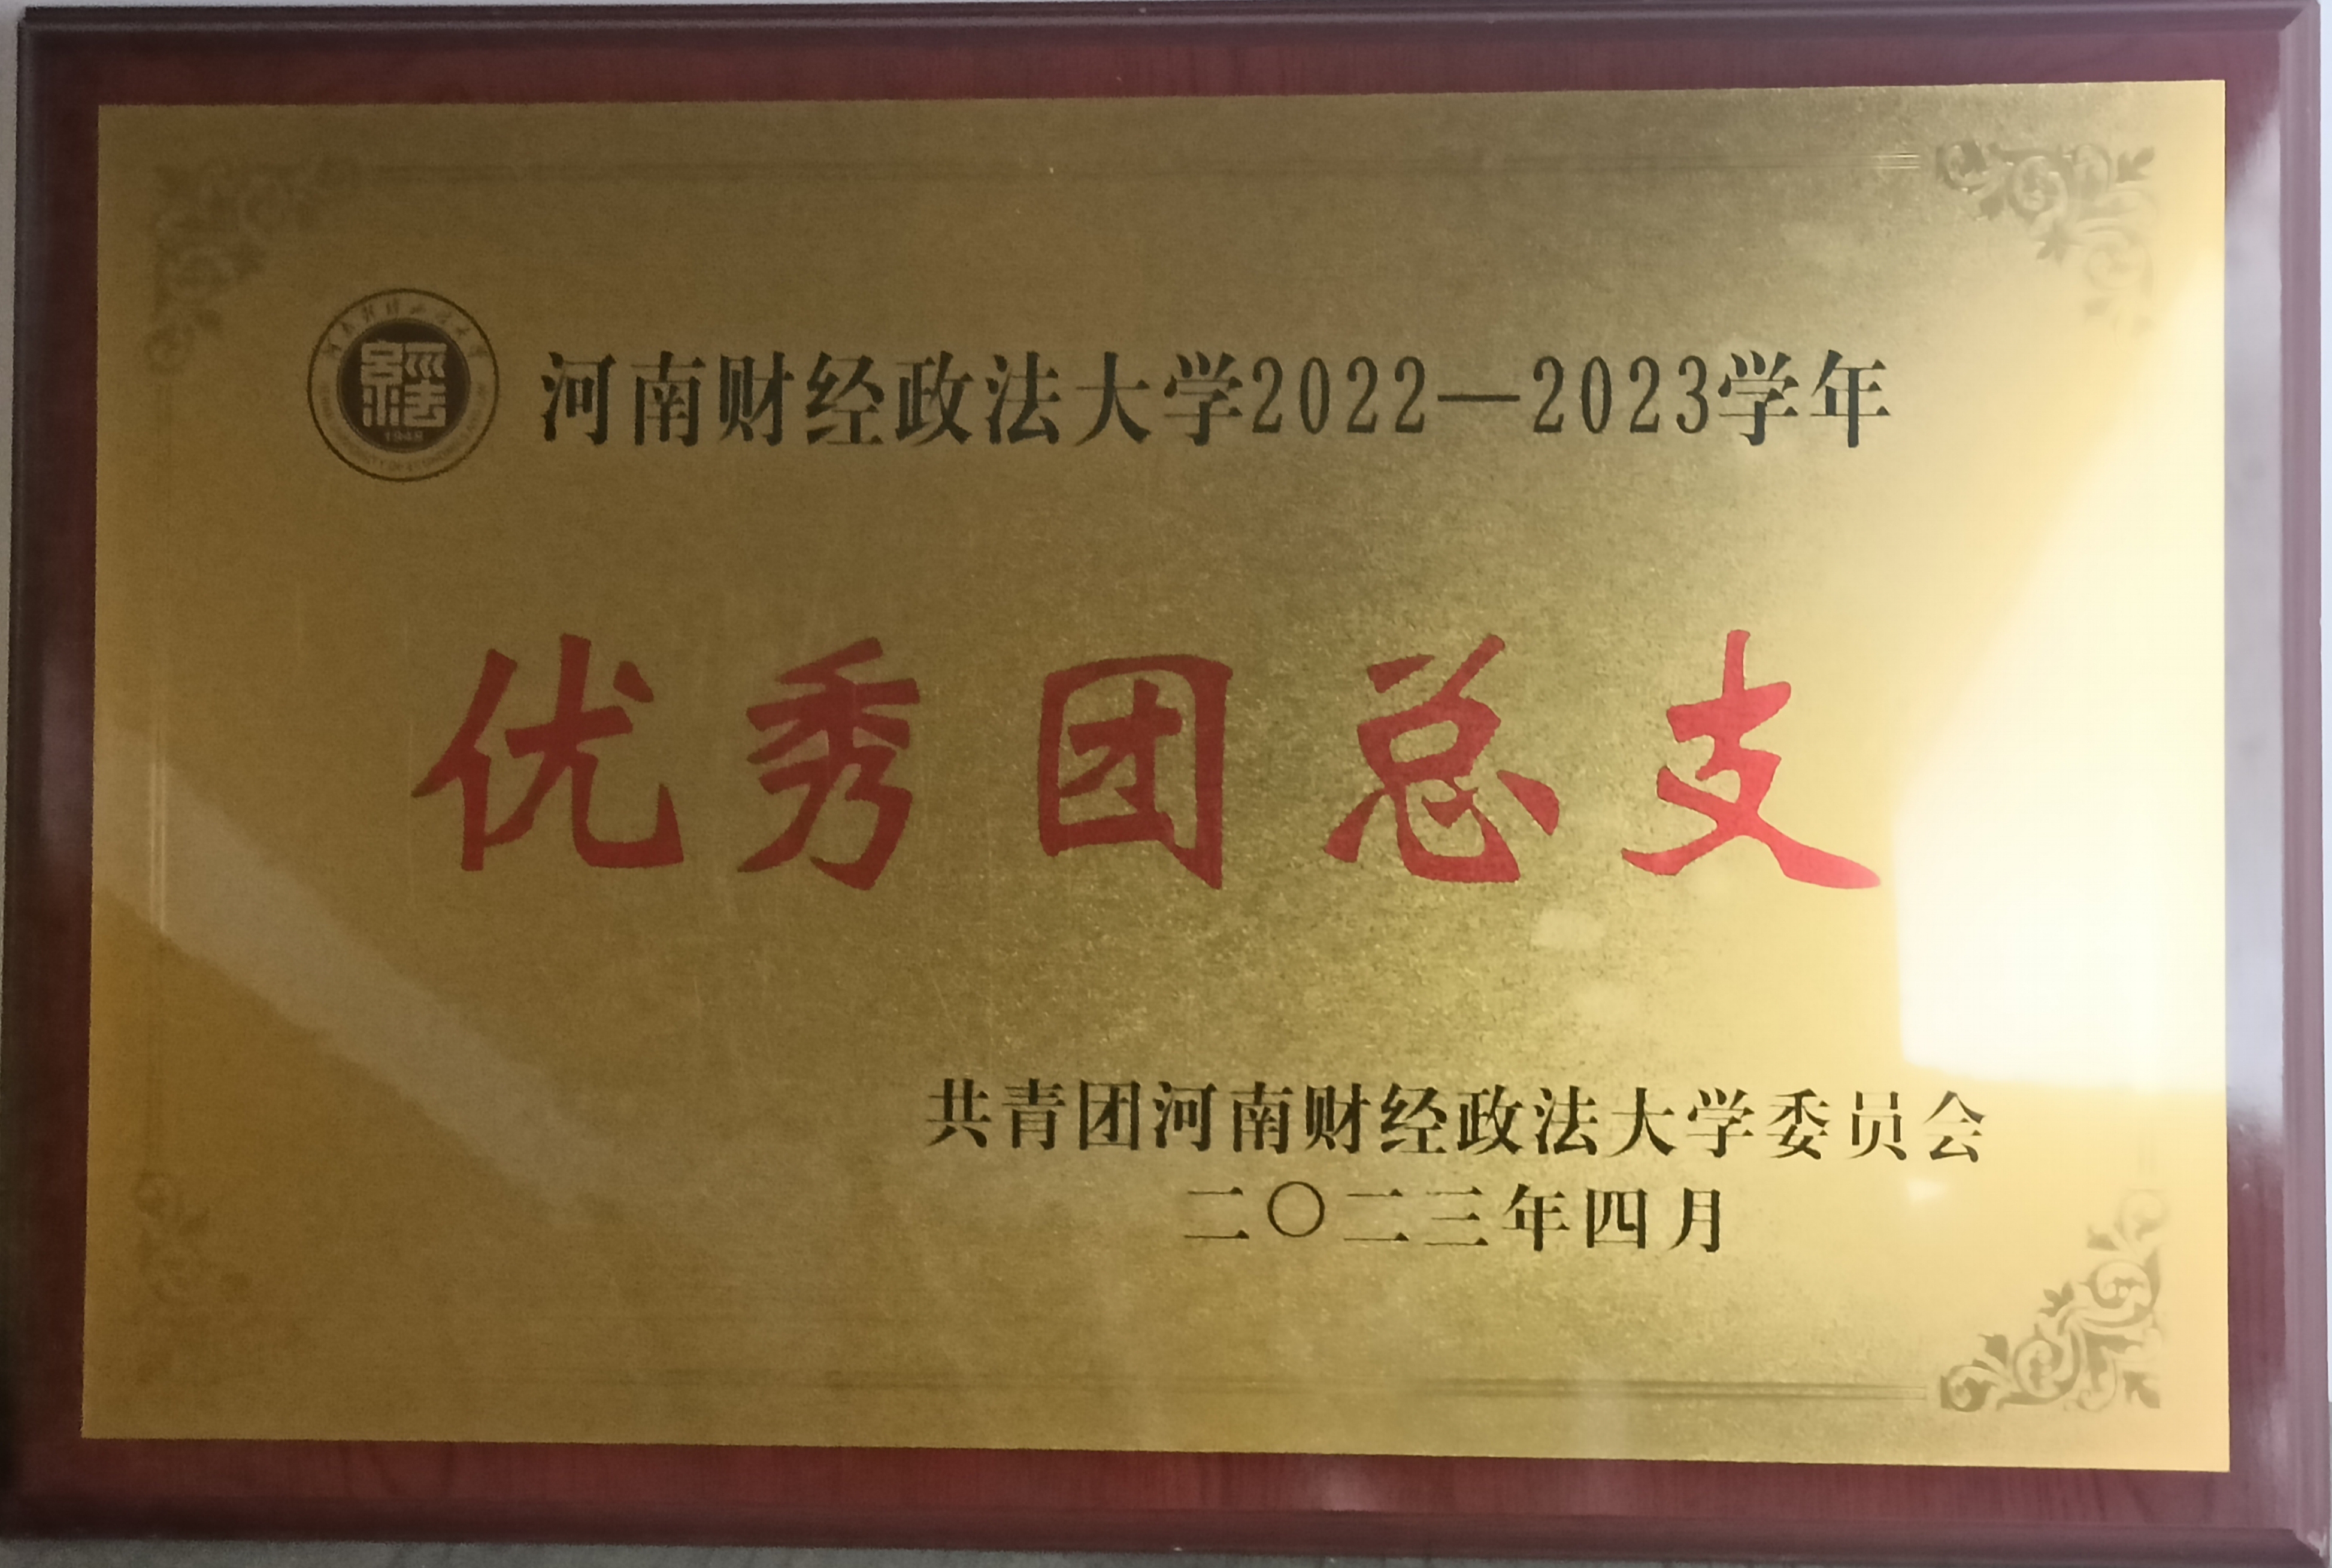 河南财经政法大学2022—2023学年
1948
优秀团总支
共青团河南财经政法大学委员会
二〇二三年四月